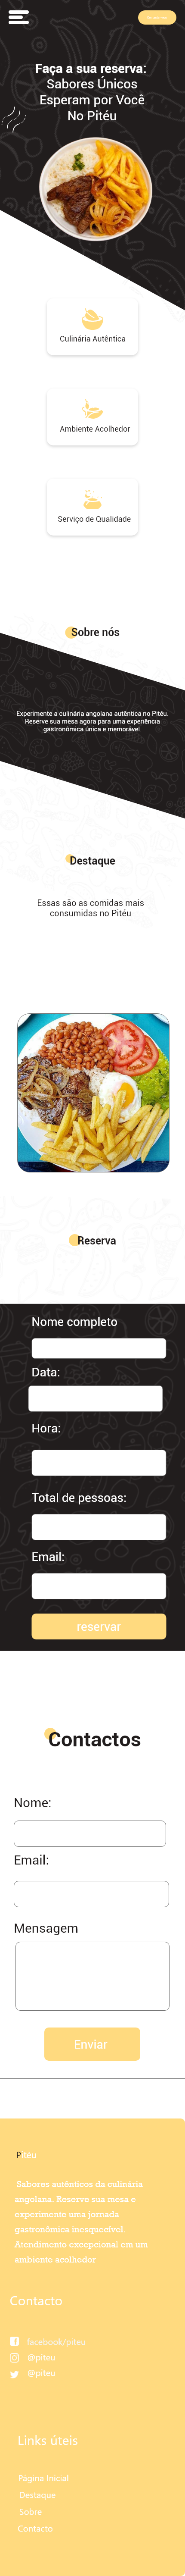 Faça a sua reserva:
Sabores Únicos
Esperam por Você
No Pitéu
Culinária Autêntica
Ambiente Acolhedor
Serviço de Qualidade
Sobre nós
Experimente a culinária angolana autêntica no Pitéu.
Reserve sua mesa agora para uma experiência
gastronômica única e memorável.
Destaque
Essas são as comidas mais
consumidas no Pitéu
Reserva
Nome completo
Data:
Hora:
Total de pessoas:
Email:
reservar
Contactos
Nome:
Email:
Mensagem
Enviar
Pitéu
Sabores autênticos da culinária
angolana. Reserve sua mesa e
experimente uma jornada
gastronômica inesquecível.
Atendimento excepcional em um
ambiente acolhedor
Contacto
facebook/piteu
@piteu
@piteu
Links úteis
Página Inicial
Destaque
Sobre
Contacto